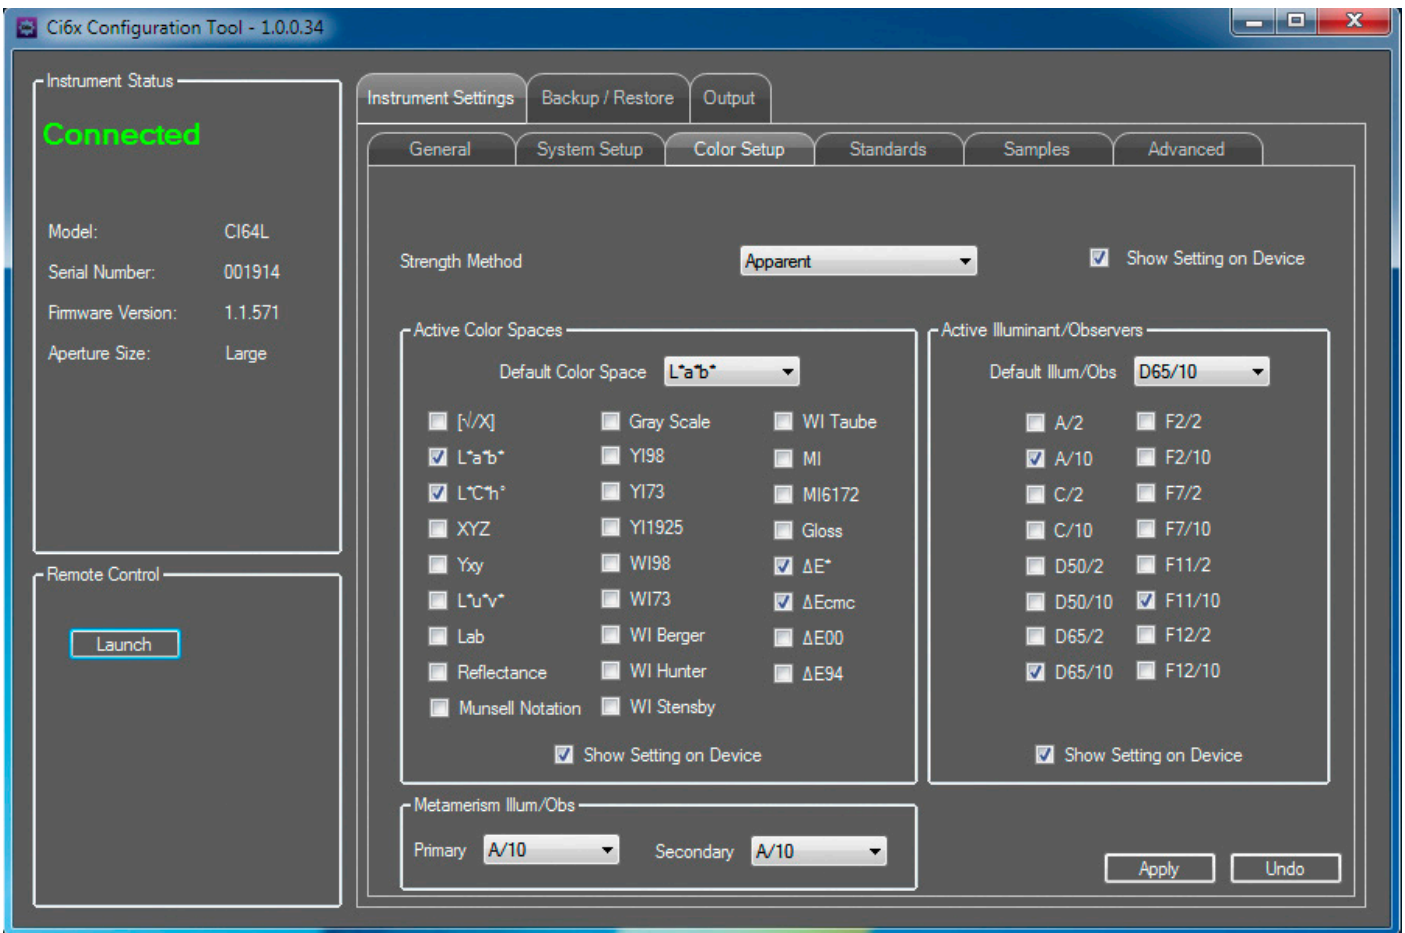 Ci6x Configuration Tool - 1.0.0.34
Instrument Status
Connected
Model: CI64L
Serial Number: 001914
Firmware Version: 1.1.571
Aperture Size: Large
Remote Control
Launch
Instrument Settings Backup / Restore Output
General System Setup Color Setup Standards Samples Advanced
Strength Method Apparent Show Setting on Device
Active Color Spaces
Default Color Space L*a*b*
[√/X] Gray Scale WI Taube
L*a*b* YI98 MI
L*C*h° YI73 MI6172
XYZ YI1925 Gloss
Yxy WI98 ΔE*
L*u*v* WI73 ΔEcmc
Lab WI Berger ΔE00
Reflectance WI Hunter ΔE94
Munsell Notation WI Stensby
Show Setting on Device
Active Illuminant/Observers
Default Illum/Obs D65/10
A/2 F2/2
A/10 F2/10
C/2 F7/2
C/10 F7/10
D50/2 F11/2
D50/10 F11/10
D65/2 F12/2
D65/10 F12/10
Show Setting on Device
Metamerism Illum/Obs
Primary A/10 Secondary A/10
Apply Undo